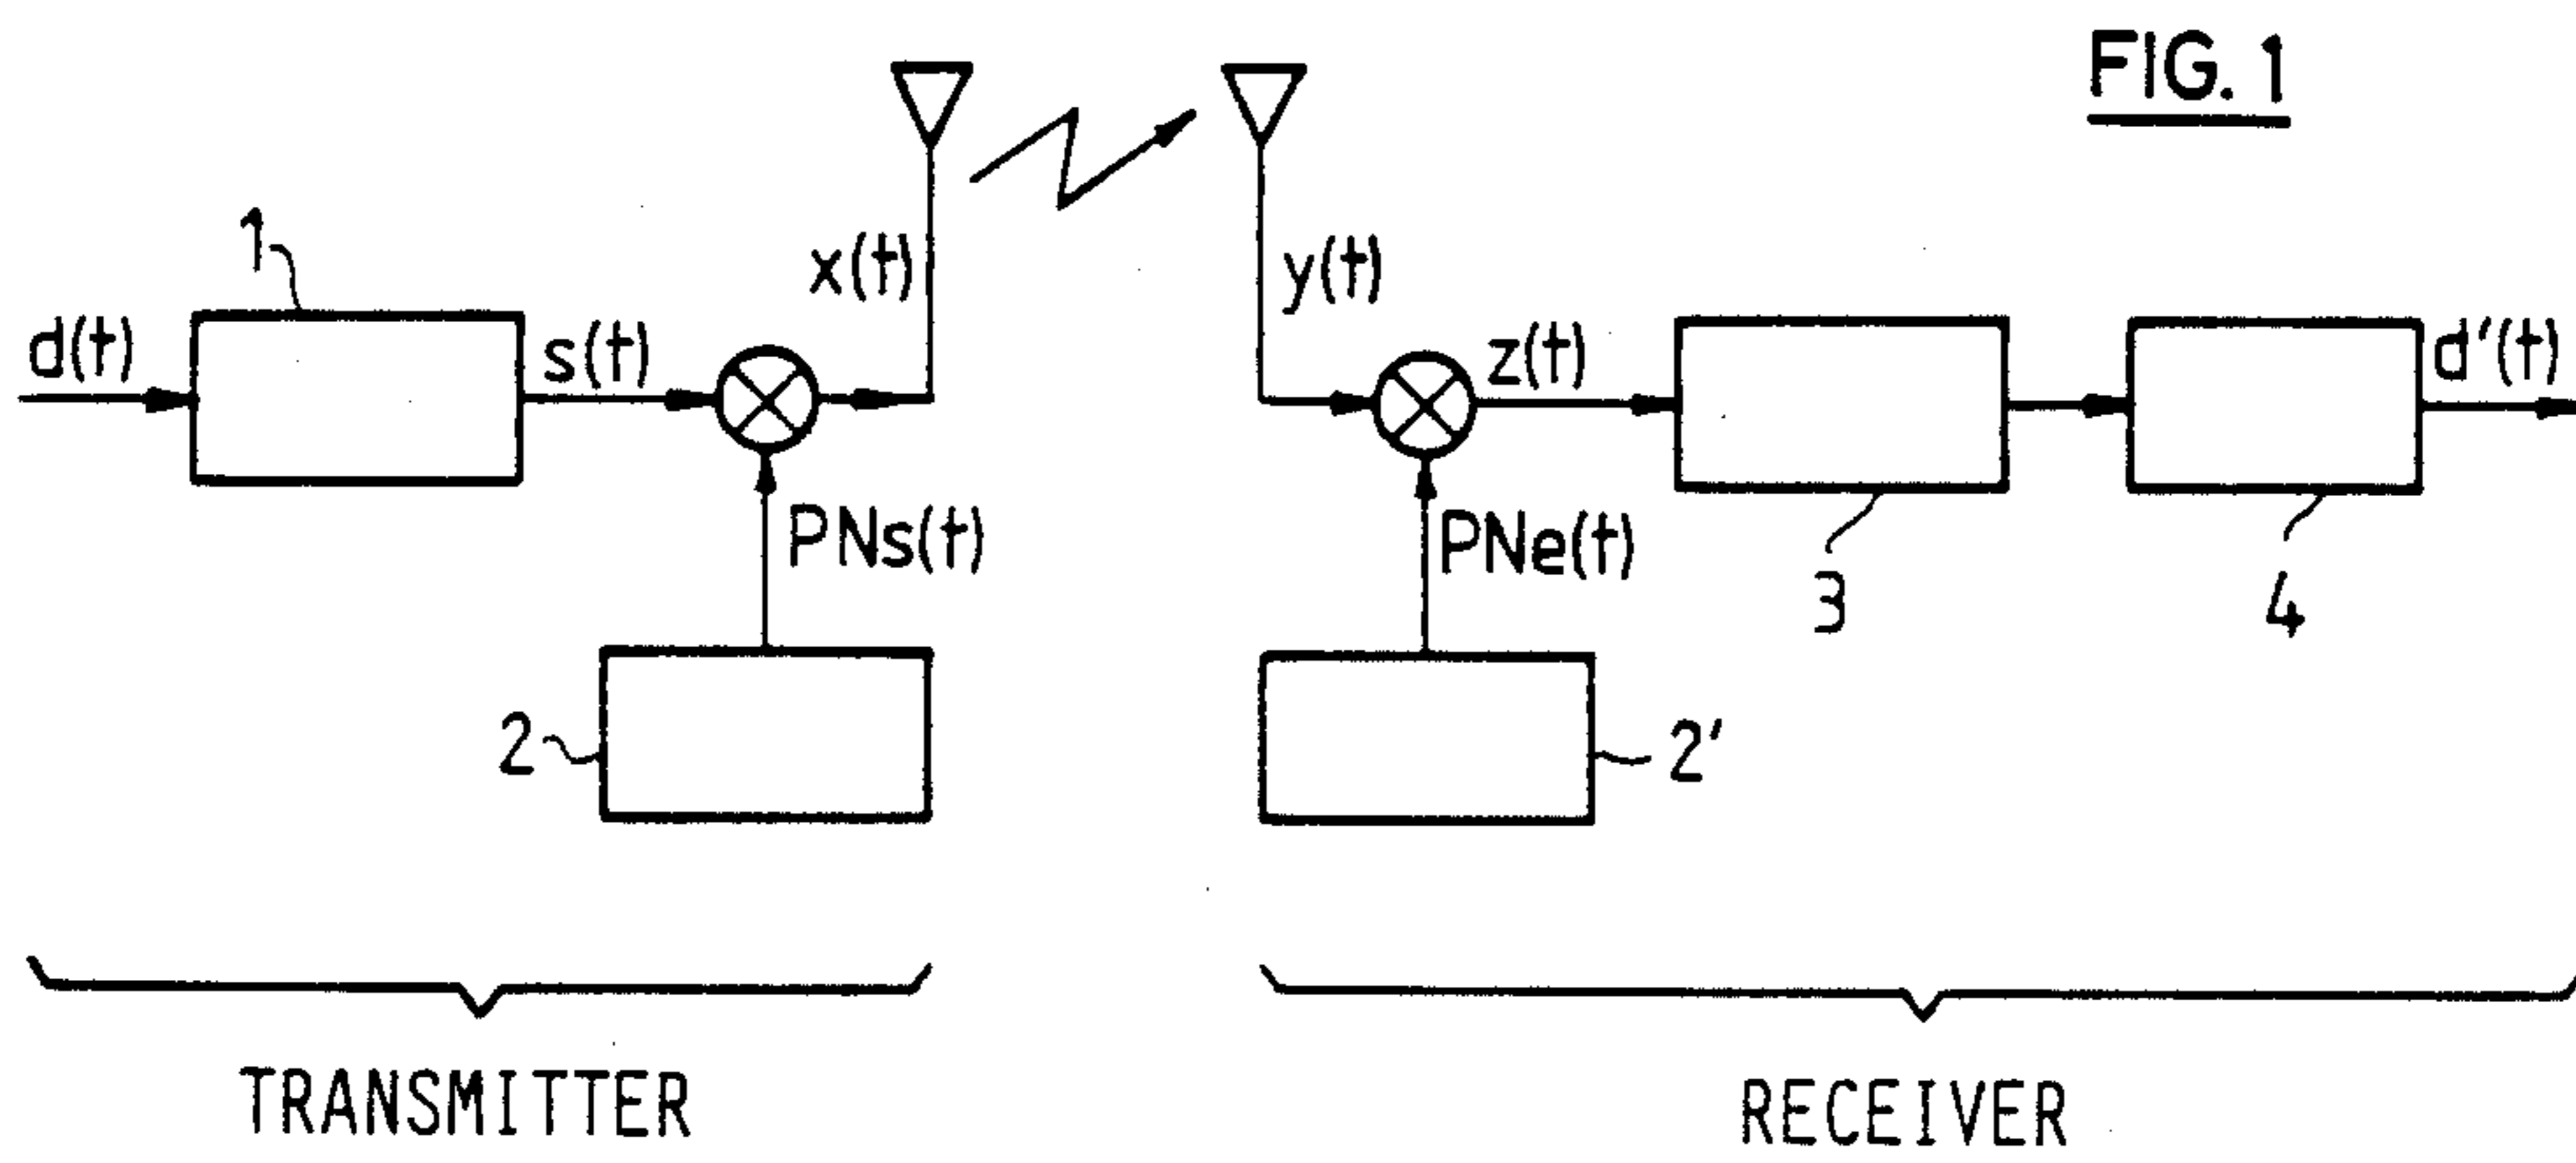 FIG. 1
1
x(t)
y(t)
d(t)
s(t)
z(t)
d'(t)
PNs(t)
PNe(t)
3
4
2
2'
TRANSMITTER
RECEIVER